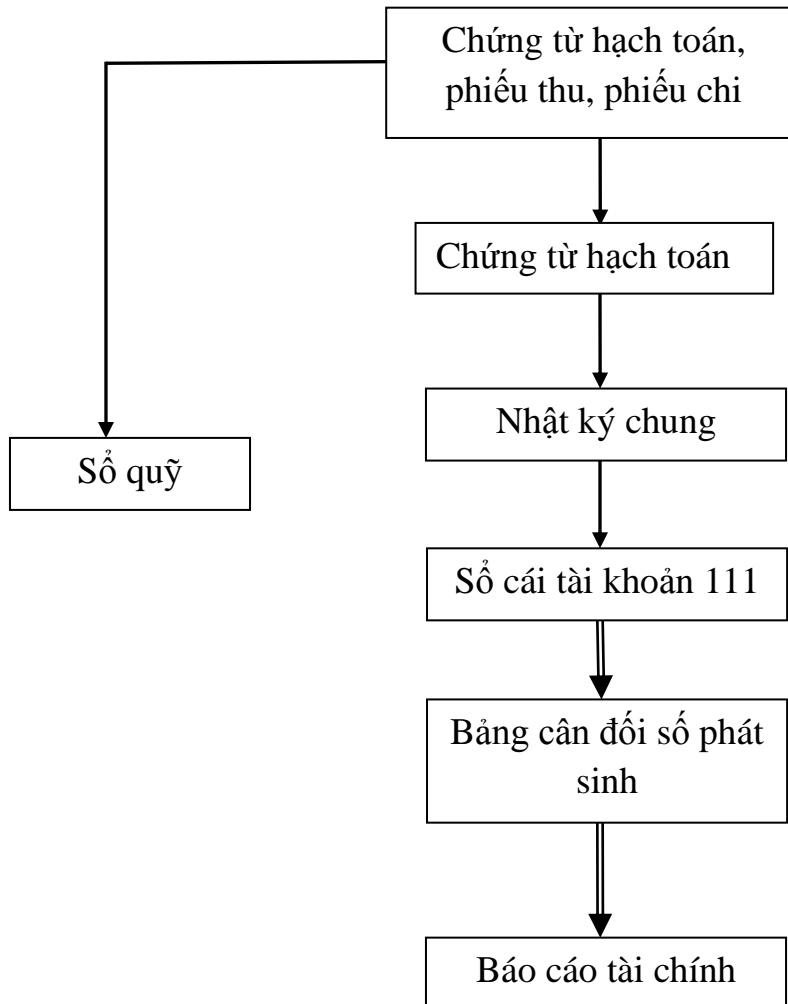 Chứng từ hạch toán,
phiếu thu, phiếu chi
Chứng từ hạch toán
Nhật ký chung
Sổ quỹ
Sổ cái tài khoản 111
Bảng cân đối số phát
sinh
Báo cáo tài chính